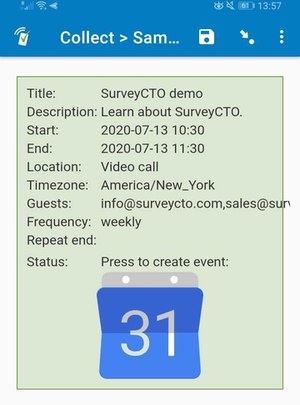 13:57
Collect > Sam...
Title: SurveyCTO demo
Description: Learn about SurveyCTO.
Start: 2020-07-13 10:30
End: 2020-07-13 11:30
Location: Video call
Timezone: America/New_York
Guests: info@surveycto.com,sales@surv
Frequency: weekly
Repeat end:
Status: Press to create event:
31